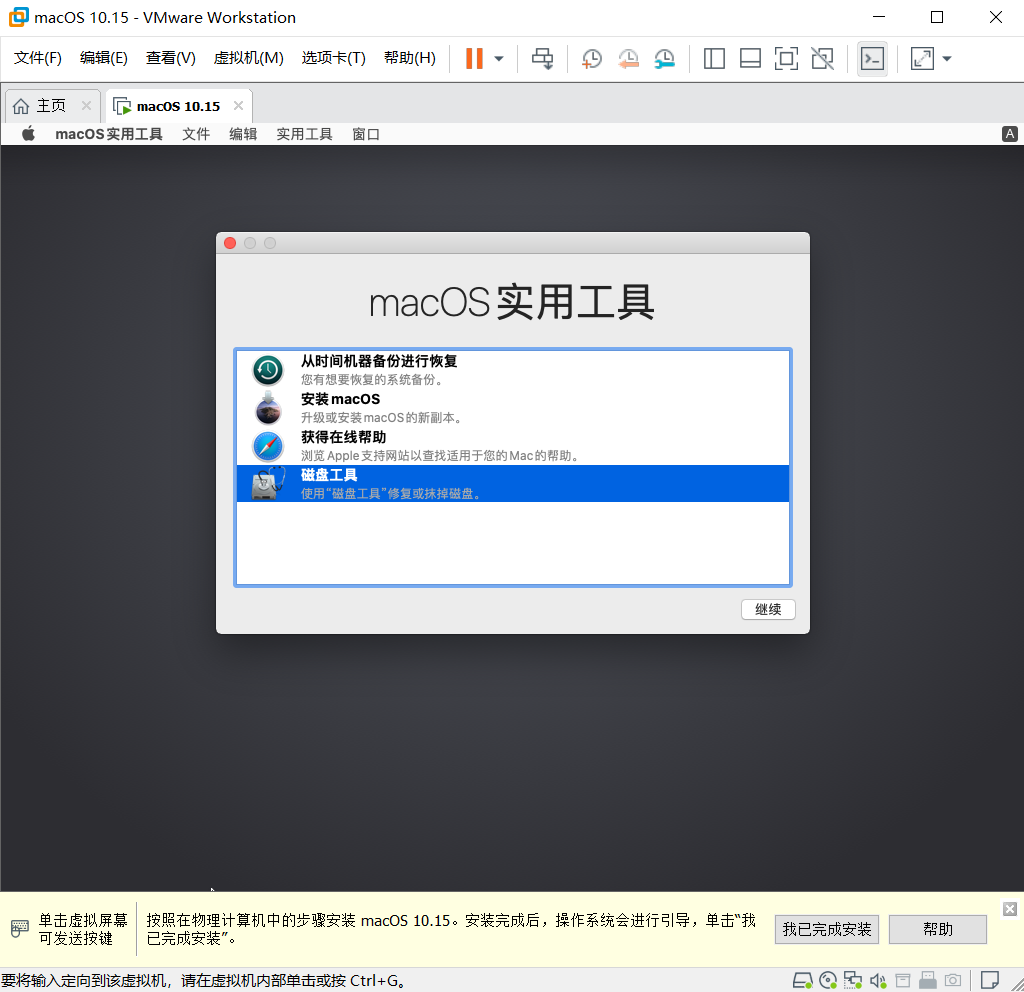 macOS 10.15 - VMware Workstation
文件(F) 编辑(E) 查看(V) 虚拟机(M) 选项卡(T) 帮助(H)
主页 macOS 10.15
macOS实用工具 文件 编辑 实用工具 窗口 A
macOS实用工具
从时间机器备份进行恢复
您有想要恢复的系统备份。
安装macOS
升级或安装macOS的新副本。
获得在线帮助
浏览Apple支持网站以查找适用于您的Mac的帮助。
磁盘工具
使用“磁盘工具”修复或抹掉磁盘。
继续
单击虚拟屏幕
可发送按键
按照在物理计算机中的步骤安装 macOS 10.15。安装完成后，操作系统会进行引导，单击“我
已完成安装”。
我已完成安装 帮助
要将输入定向到该虚拟机，请在虚拟机内部单击或按 Ctrl+G。